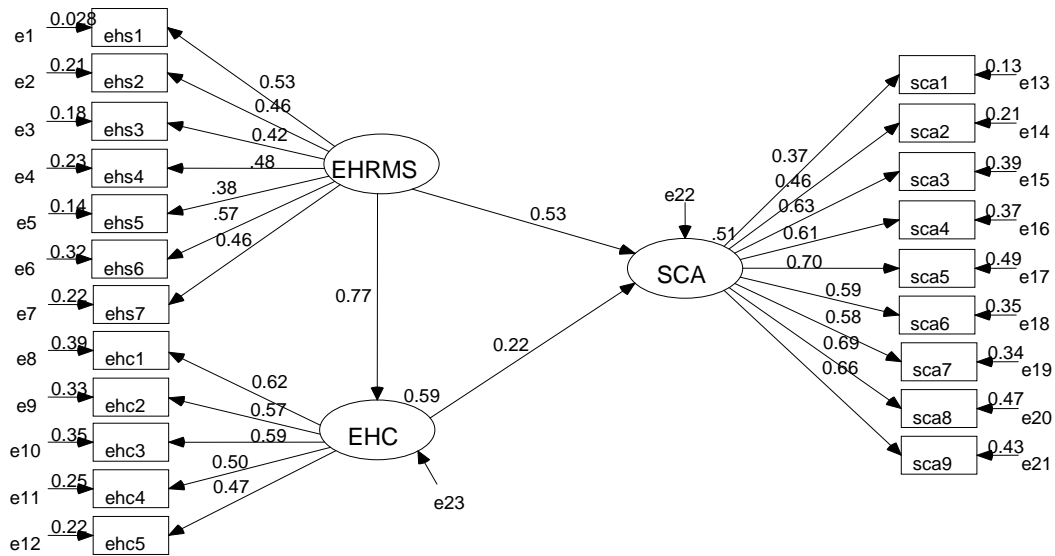 e1 0.028 ehs1
e2 0.21 ehs2
e3 0.18 ehs3
e4 0.23 ehs4
e5 0.14 ehs5
e6 0.32 ehs6
e7 0.22 ehs7
e8 0.39 ehc1
e9 0.33 ehc2
e10 0.35 ehc3
e11 0.25 ehc4
e12 0.22 ehc5
0.53
0.46
0.42
.48
.38
.57
0.46
EHRMS
0.77
0.53
0.62
0.57
0.59
0.50
0.47
EHC
0.59
e23
0.22
e22
.51
SCA
0.37
0.46
0.63
0.61
0.70
0.59
0.58
0.69
0.66
sca1 0.13 e13
sca2 0.21 e14
sca3 0.39 e15
sca4 0.37 e16
sca5 0.49 e17
sca6 0.35 e18
sca7 0.34 e19
sca8 0.47 e20
sca9 0.43 e21